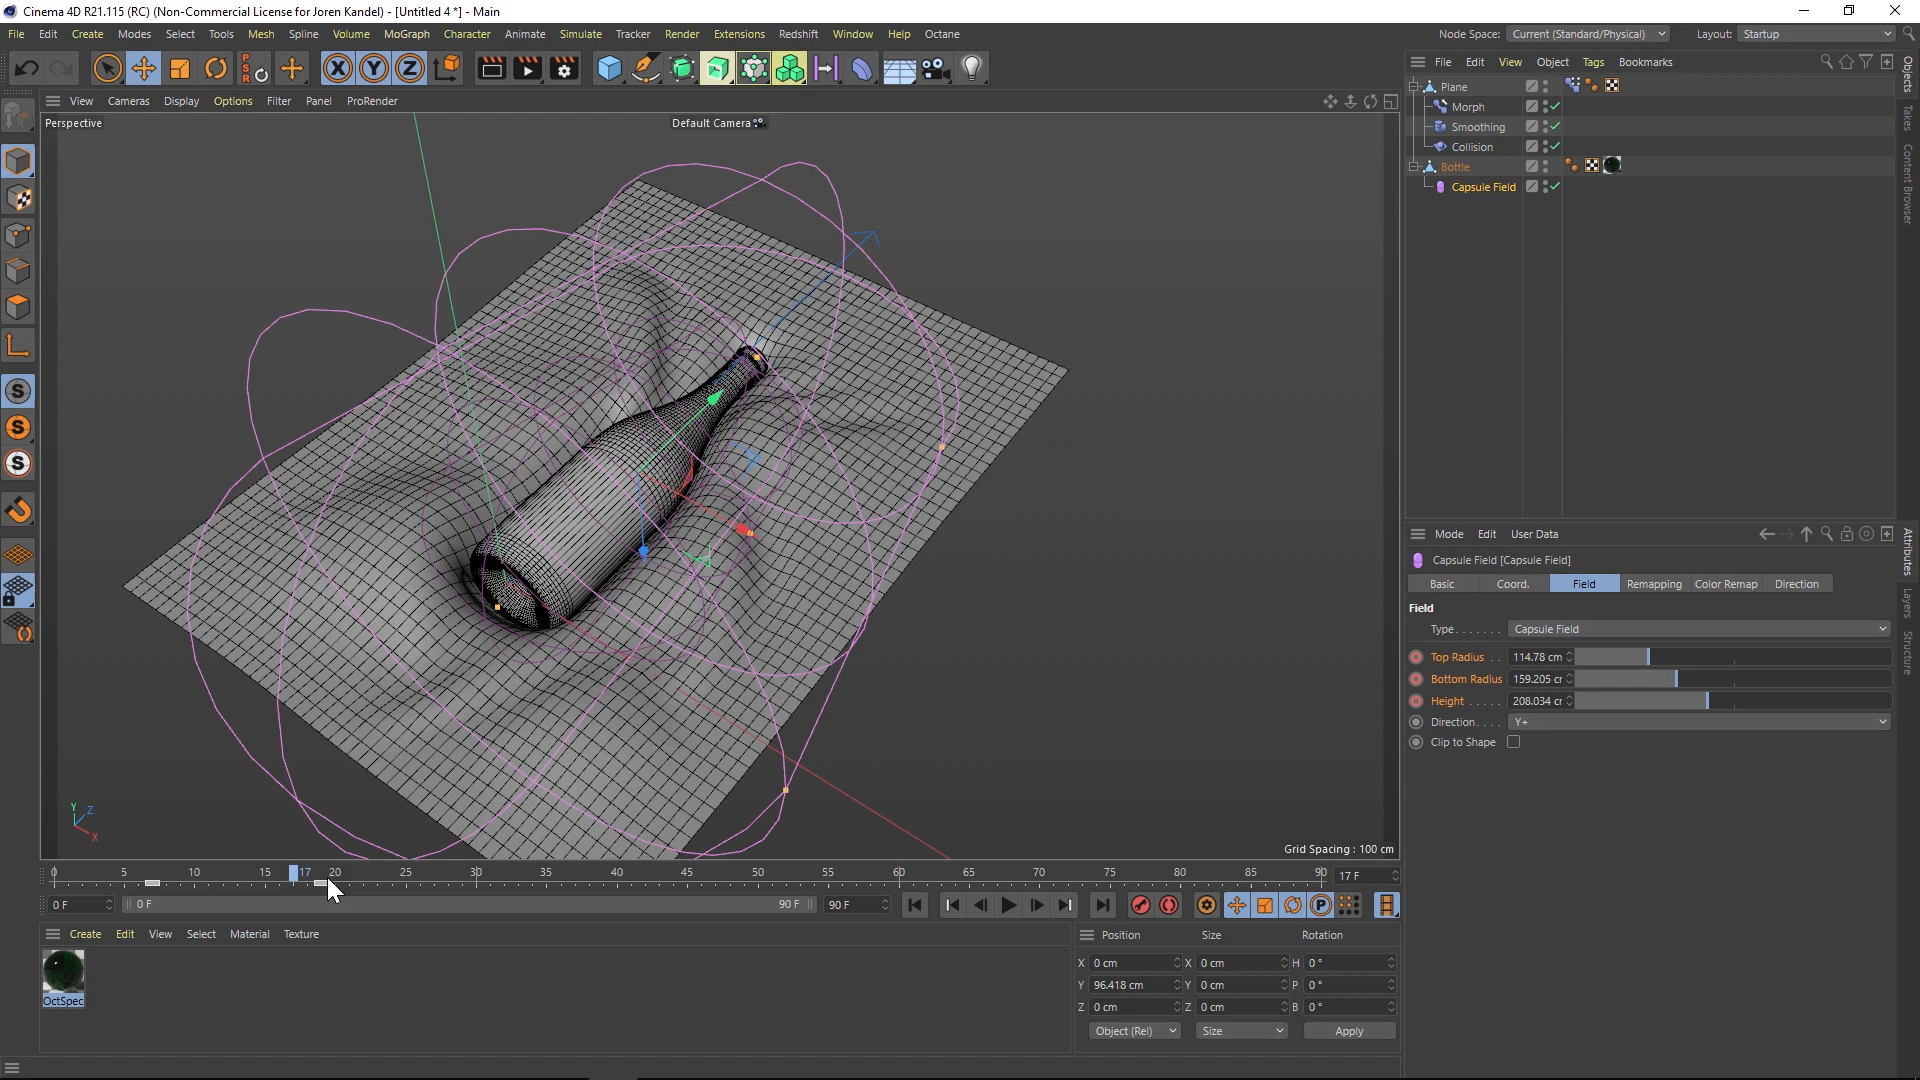 Cinema 4D R21.115 (RC) (Non-Commercial License for Joren Kandel) - [Untitled 4 *] - Main
File Edit Create Modes Select Tools Mesh Spline Volume MoGraph Character Animate Simulate Tracker Render Extensions Redshift Window Help Octane
Node Space: Current (Standard/Physical) Layout: Startup
P
S
R
X Y Z
View Cameras Display Options Filter Panel ProRender
Perspective
Default Camera
S
S
S
Y
Z
X
Grid Spacing : 100 cm
File Edit View Object Tags Bookmarks
Plane
Morph
Smoothing
Collision
Bottle
Capsule Field
Objects
Takes
Content Browser
Mode Edit User Data
Capsule Field [Capsule Field]
Basic Coord. Field Remapping Color Remap Direction
Field
Type . . . . . . . Capsule Field
Top Radius . . 114.78 cm
Bottom Radius 159.205 cr
Height . . . . . 208.034 cr
Direction. . . . Y+
Clip to Shape
Attributes
Layers
Structure
0 5 10 15 17 20 25 30 35 40 45 50 55 60 65 70 75 80 85 90 17 F
0 F 0 F 90 F 90 F P
Create Edit View Select Material Texture
OctSpec
Position Size Rotation
X 0 cm X 0 cm H 0 °
Y 96.418 cm Y 0 cm P 0 °
Z 0 cm Z 0 cm B 0 °
Object (Rel) Size Apply